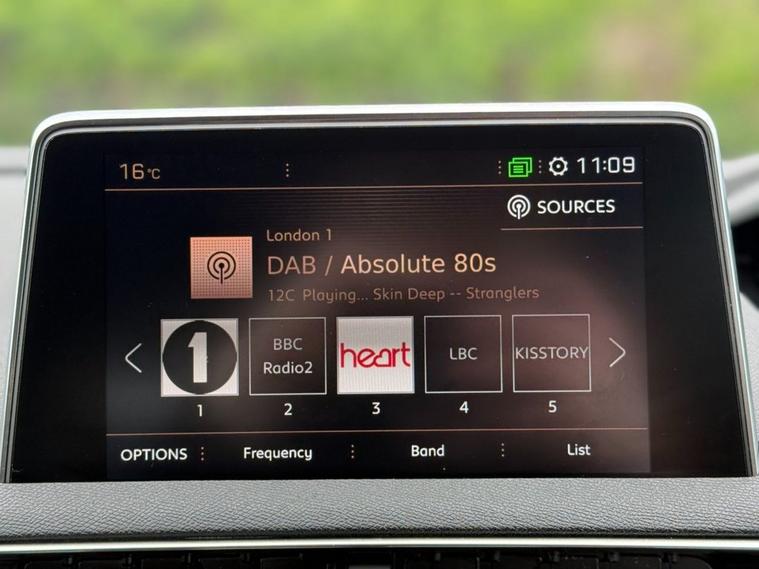 16°C
11:09
SOURCES
London 1
DAB / Absolute 80s
12C Playing... Skin Deep -- Stranglers
1
BBC
Radio2
heart
LBC
KISSTORY
1 2 3 4 5
OPTIONS Frequency Band List